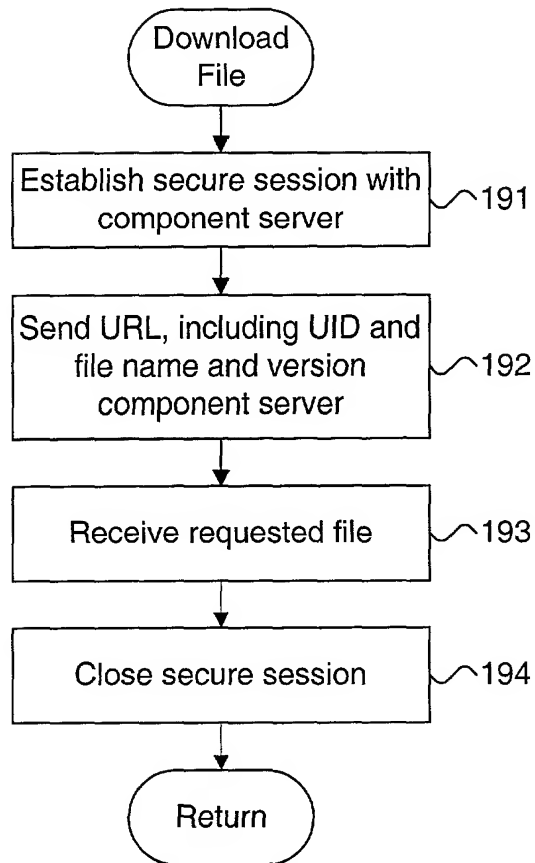 Download
File
Establish secure session with
component server
191
Send URL, including UID and
file name and version
component server
192
Receive requested file
193
Close secure session
194
Return